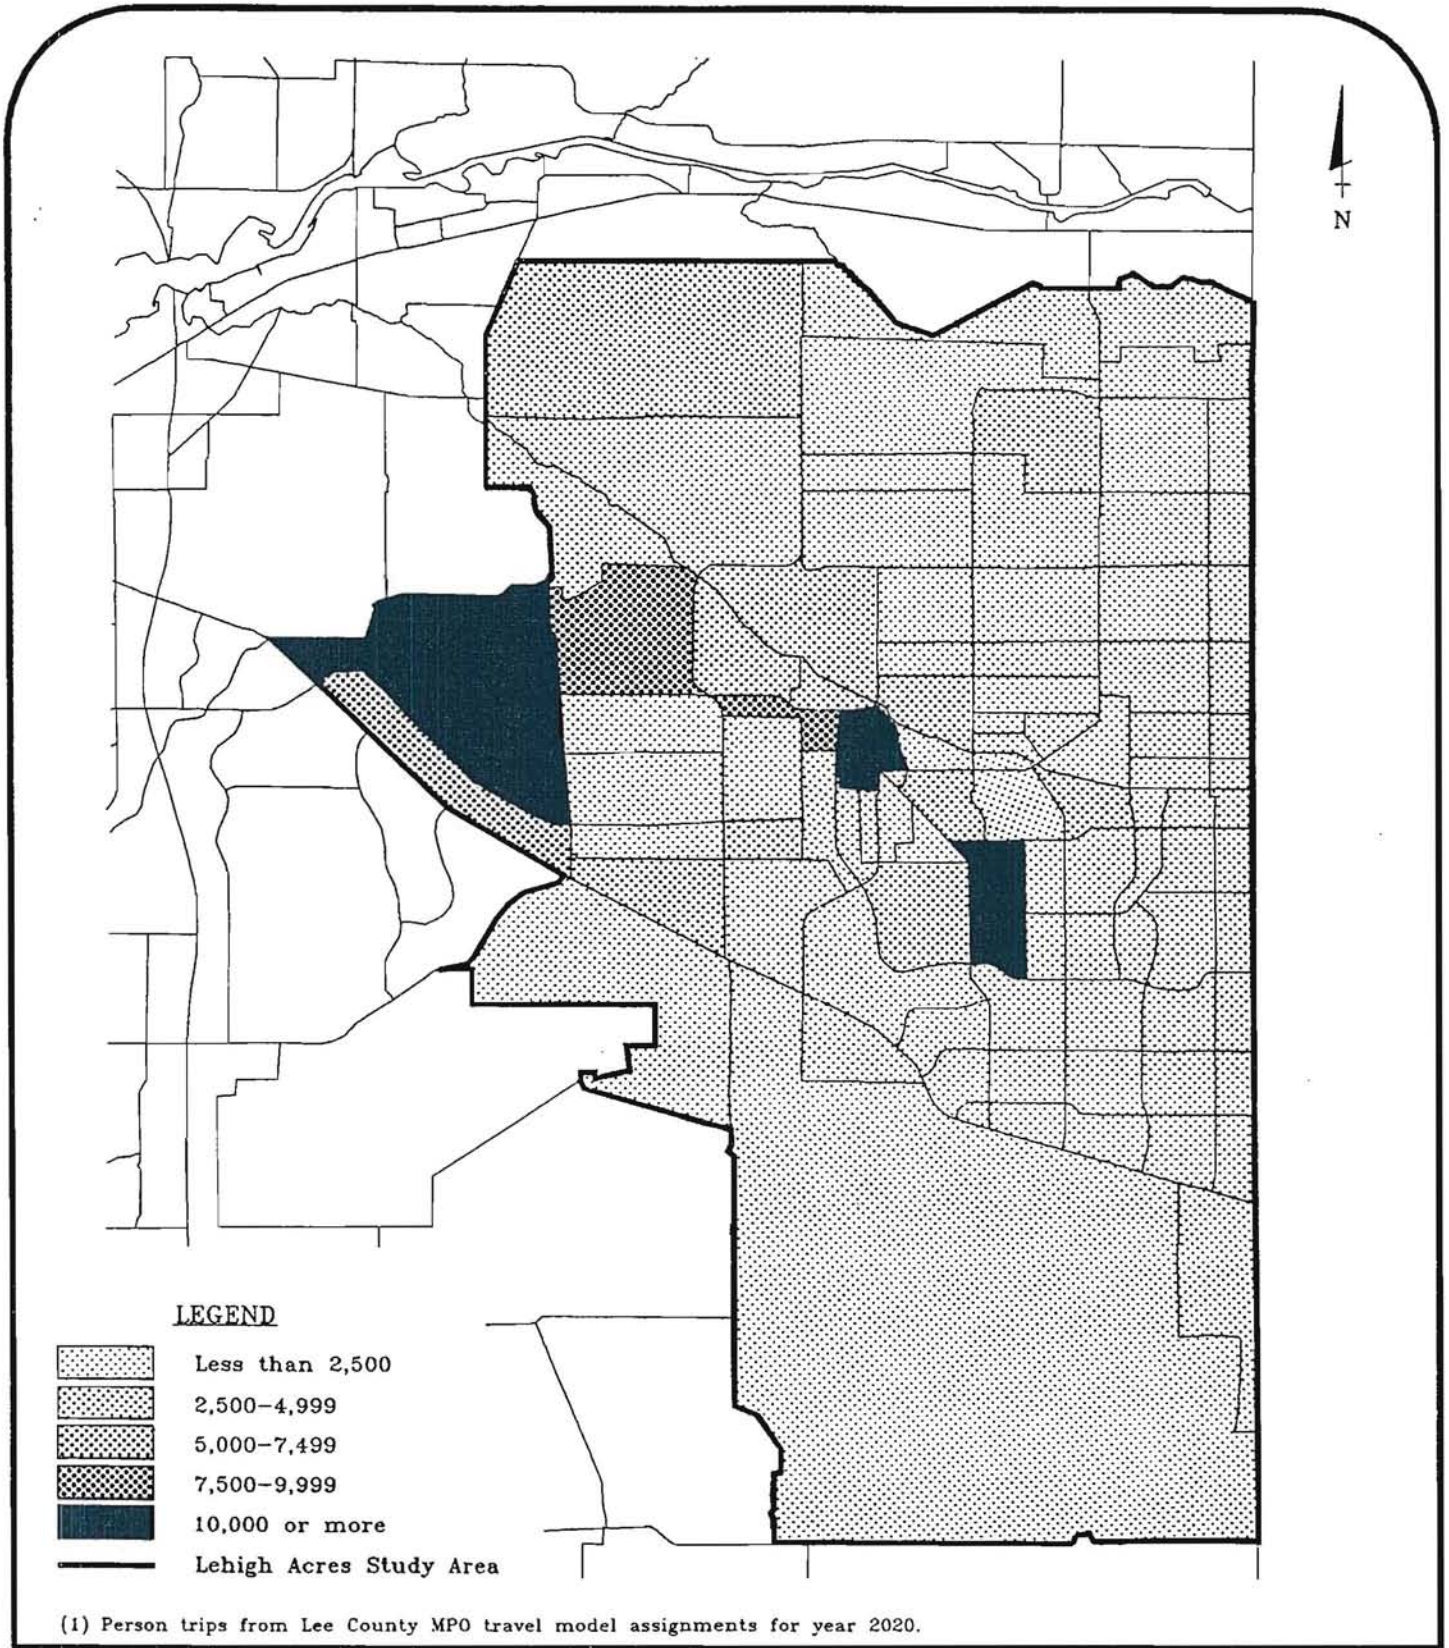 N
LEGEND
Less than 2,500
2,500-4,999
5,000-7,499
7,500-9,999
10,000 or more
Lehigh Acres Study Area
(1) Person trips from Lee County MPO travel model assignments for year 2020.